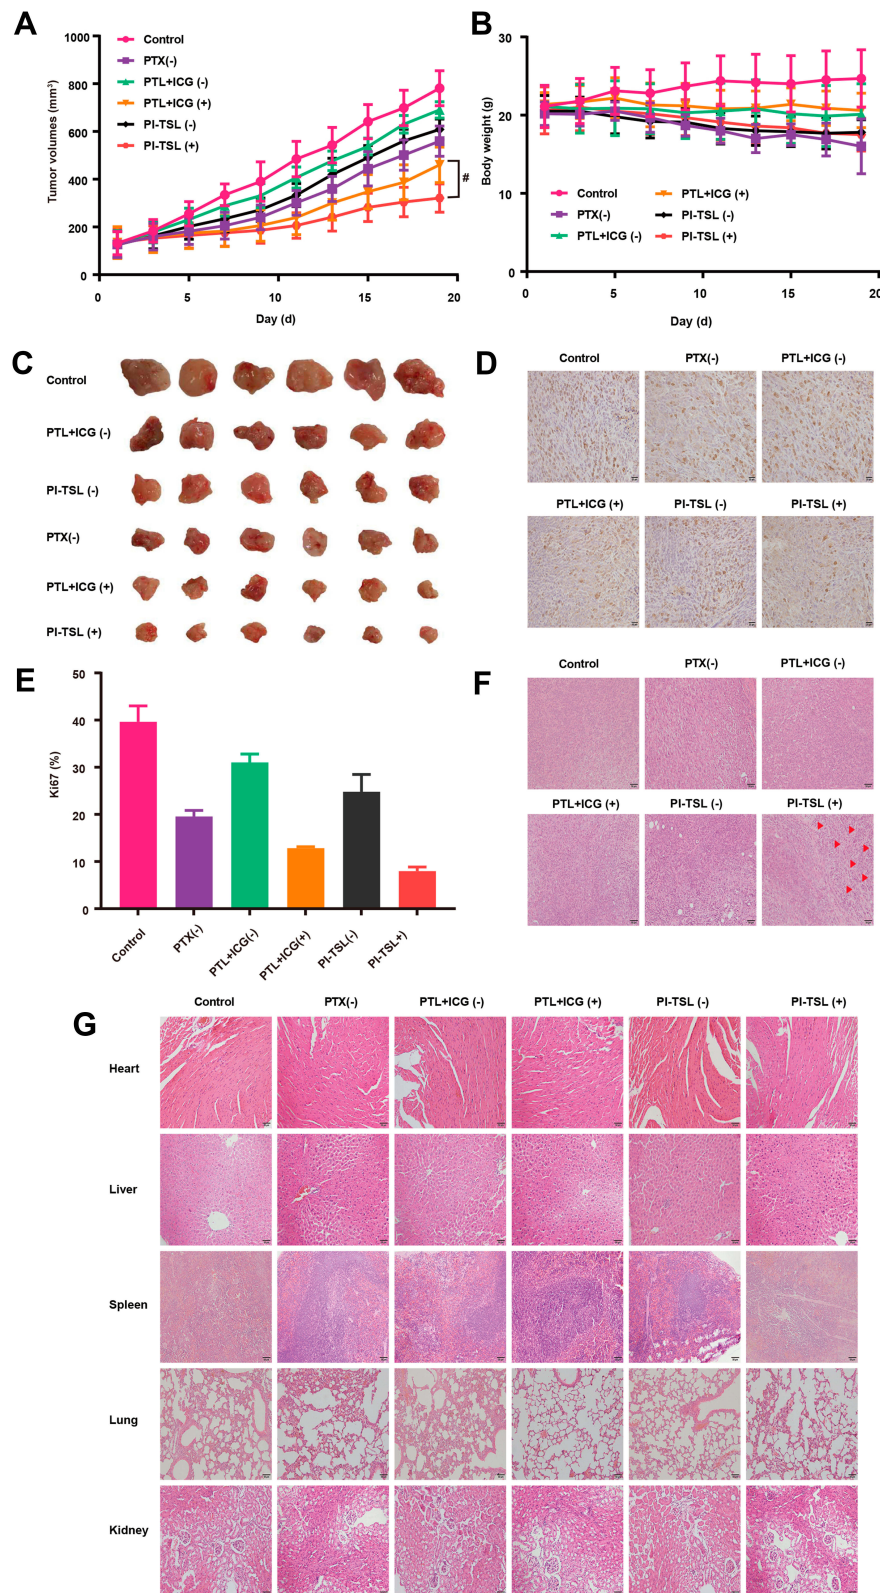 A
1000
800
600
400
200
0
Tumor volumes (mm³)
0 5 10 15 20
Day (d)
Control
PTX(-)
PTL+ICG (-)
PTL+ICG (+)
PI-TSL (-)
PI-TSL (+)
#
B
30
20
10
0
Body weight (g)
0 5 10 15 20
Day (d)
Control
PTX(-)
PTL+ICG (-)
PTL+ICG (+)
PI-TSL (-)
PI-TSL (+)
C
Control
PTL+ICG (-)
PI-TSL (-)
PTX(-)
PTL+ICG (+)
PI-TSL (+)
D
Control PTX(-) PTL+ICG (-)
PTL+ICG (+) PI-TSL (-) PI-TSL (+)
E
50
40
30
20
10
0
Ki67 (%)
Control PTX(-) PTL+ICG(-) PTL+ICG(+) PI-TSL(-) PI-TSL+)
F
Control PTX(-) PTL+ICG (-)
PTL+ICG (+) PI-TSL (-) PI-TSL (+)
G
Control PTX(-) PTL+ICG (-) PTL+ICG (+) PI-TSL (-) PI-TSL (+)
Heart
Liver
Spleen
Lung
Kidney